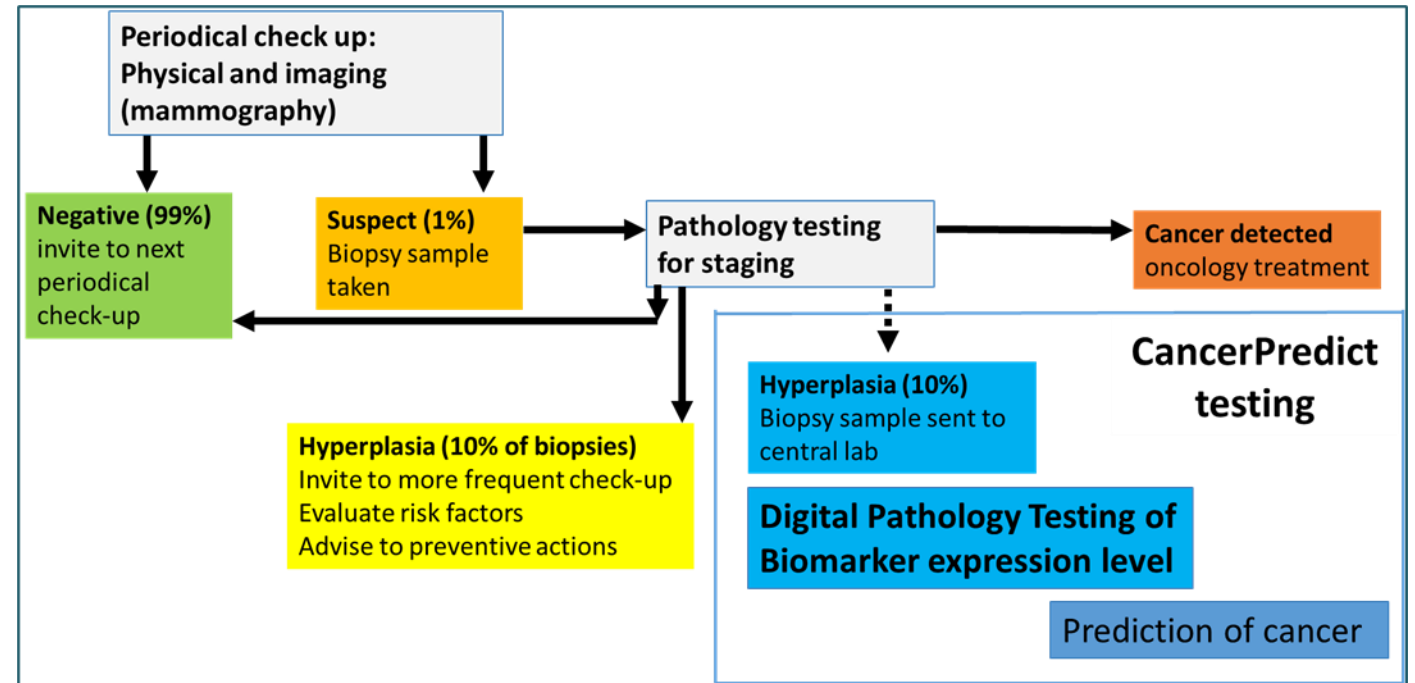 Periodical check up:
Physical and imaging
(mammography)
Negative (99%)
invite to next
periodical
check-up
Suspect (1%)
Biopsy sample
taken
Pathology testing
for staging
Cancer detected
oncology treatment
CancerPredict
testing
Hyperplasia (10%)
Biopsy sample sent to
central lab
Hyperplasia (10% of biopsies)
Invite to more frequent check-up
Evaluate risk factors
Advise to preventive actions
Digital Pathology Testing of
Biomarker expression level
Prediction of cancer